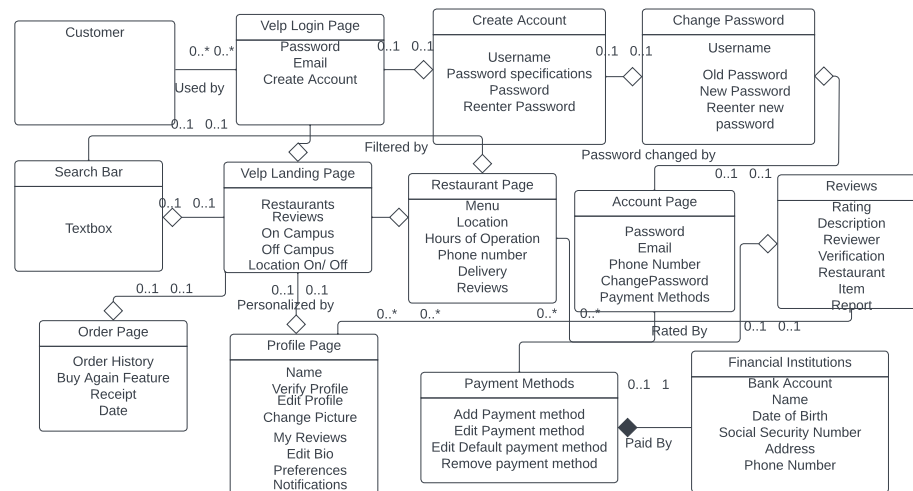 Customer
0..* 0..*
Used by
Velp Login Page
Password
Email
Create Account
0..1 0..1
Create Account
Username
Password specifications
Password
Reenter Password
0..1 0..1
Change Password
Username
Old Password
New Password
Reenter new
password
0..1 0..1
Filtered by
Password changed by
0..1 0..1
Search Bar
Textbox
0..1 0..1
Velp Landing Page
Restaurants
Reviews
On Campus
Off Campus
Location On/ Off
Restaurant Page
Menu
Location
Hours of Operation
Phone number
Delivery
Reviews
Account Page
Password
Email
Phone Number
ChangePassword
Payment Methods
Reviews
Rating
Description
Reviewer
Verification
Restaurant
Item
Report
0..1 0..1
0..1 0..1
Personalized by
0..* 0..*
0..* 0..*
Rated By
0..1 0..1
Order Page
Order History
Buy Again Feature
Receipt
Date
Profile Page
Name
Verify Profile
Edit Profile
Change Picture
My Reviews
Edit Bio
Preferences
Notifications
Payment Methods
Add Payment method
Edit Payment method
Edit Default payment method
Remove payment method
0..1 1
Paid By
Financial Institutions
Bank Account
Name
Date of Birth
Social Security Number
Address
Phone Number